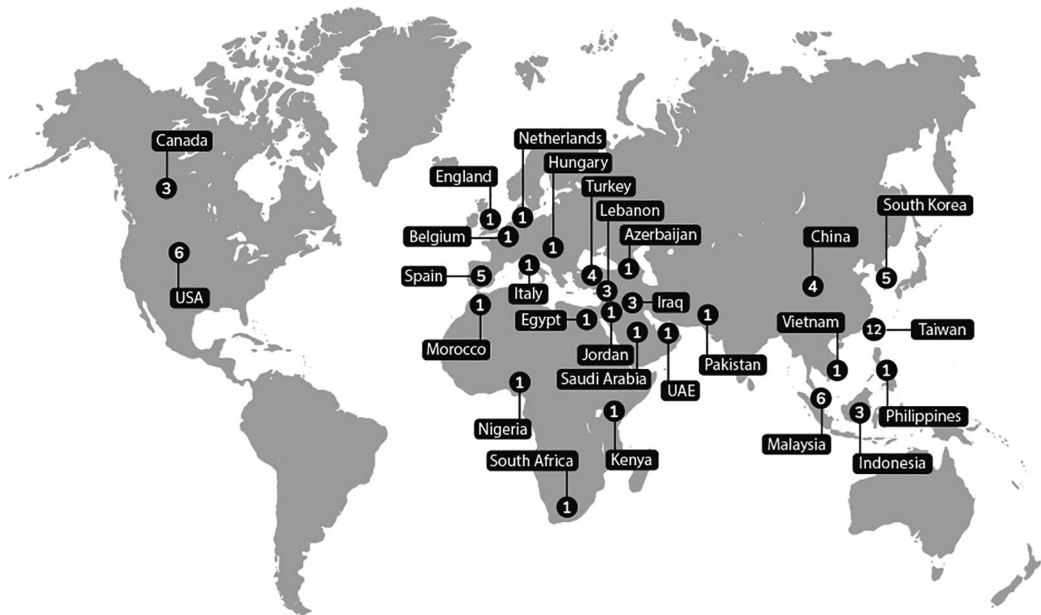 Canada
3
6
USA
Netherlands
1
Hungary
1
England
1
Belgium
1
Turkey
4
Lebanon
3
Azerbaijan
1
Spain
5
Italy
1
Morocco
1
Egypt
1
Iraq
3
Jordan
1
Saudi Arabia
1
UAE
1
Pakistan
1
South Korea
5
China
4
Vietnam
1
Taiwan
12
Philippines
1
Malaysia
6
Indonesia
3
Nigeria
1
Kenya
1
South Africa
1